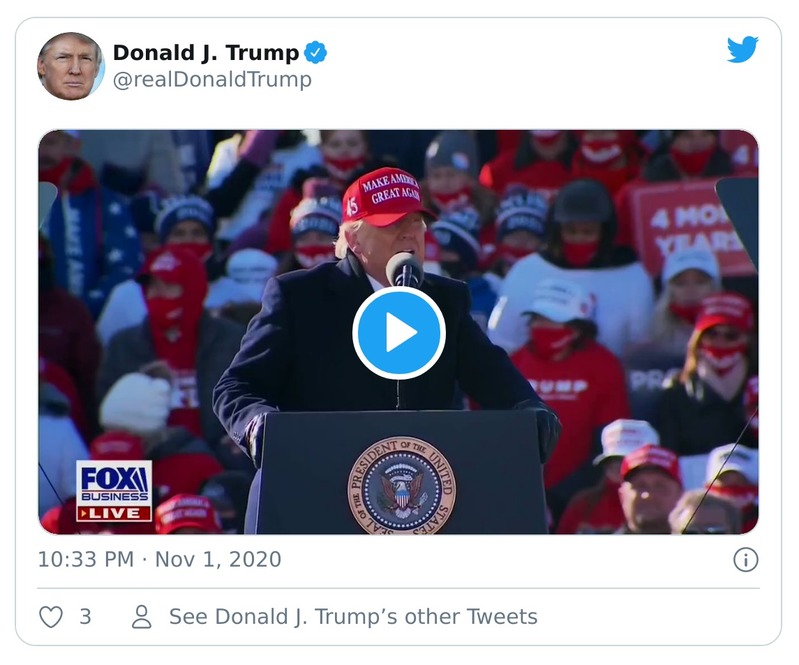 Donald J. Trump
@realDonaldTrump
MAKE AMERICA
GREAT AGAIN
45
4 MOR
YEARS
TRUMP
FOX
BUSINESS
LIVE
SEAL OF THE PRESIDENT OF THE UNITED STATES
10:33 PM · Nov 1, 2020
3
See Donald J. Trump’s other Tweets